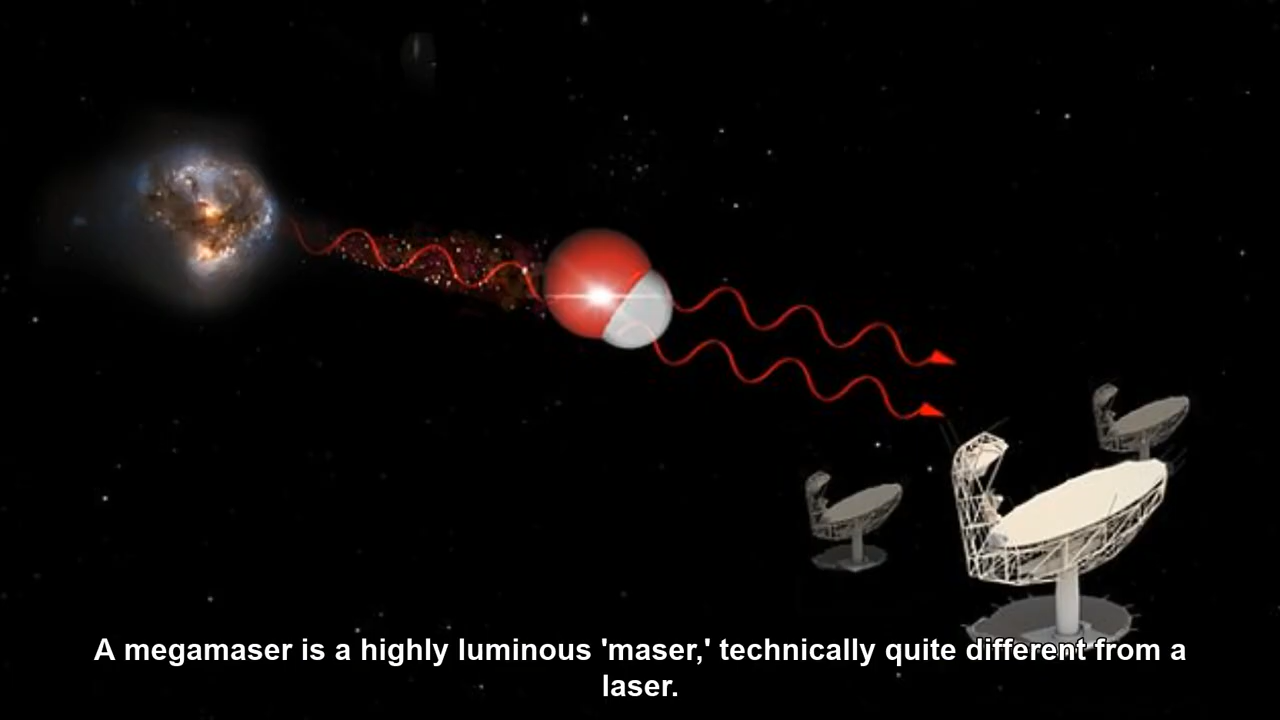 A megamaser is a highly luminous 'maser,' technically quite different from a
laser.